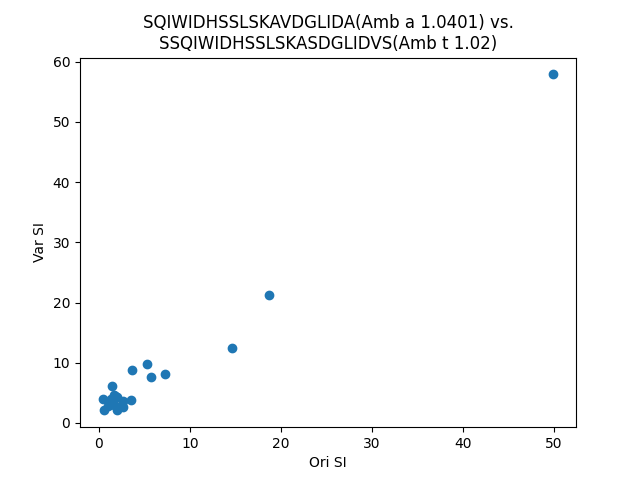 SQIWIDHSSLSKAVDGLIDA(Amb a 1.0401) vs.
SSQIWIDHSSLSKASDGLIDVS(Amb t 1.02)
60
50
40
30
20
10
0
Var SI
0 10 20 30 40 50
Ori SI